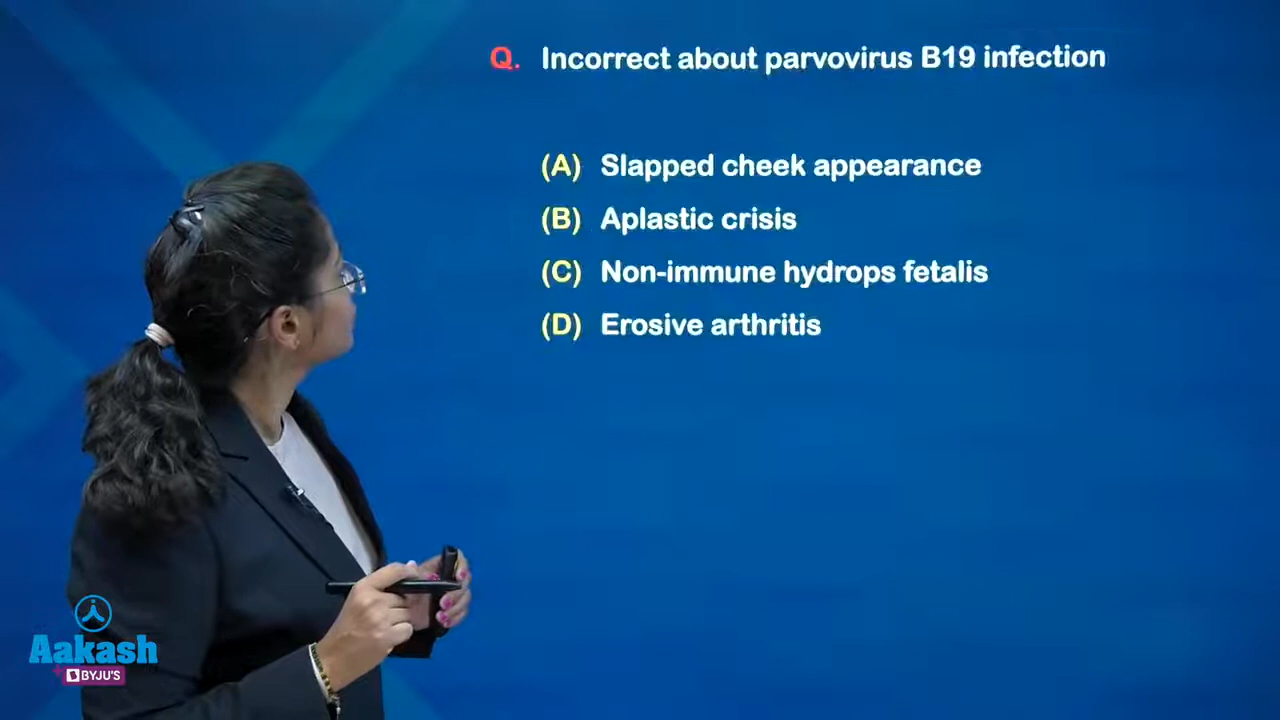 Q. Incorrect about parvovirus B19 infection
(A) Slapped cheek appearance
(B) Aplastic crisis
(C) Non-immune hydrops fetalis
(D) Erosive arthritis
Aakash
BYJU'S